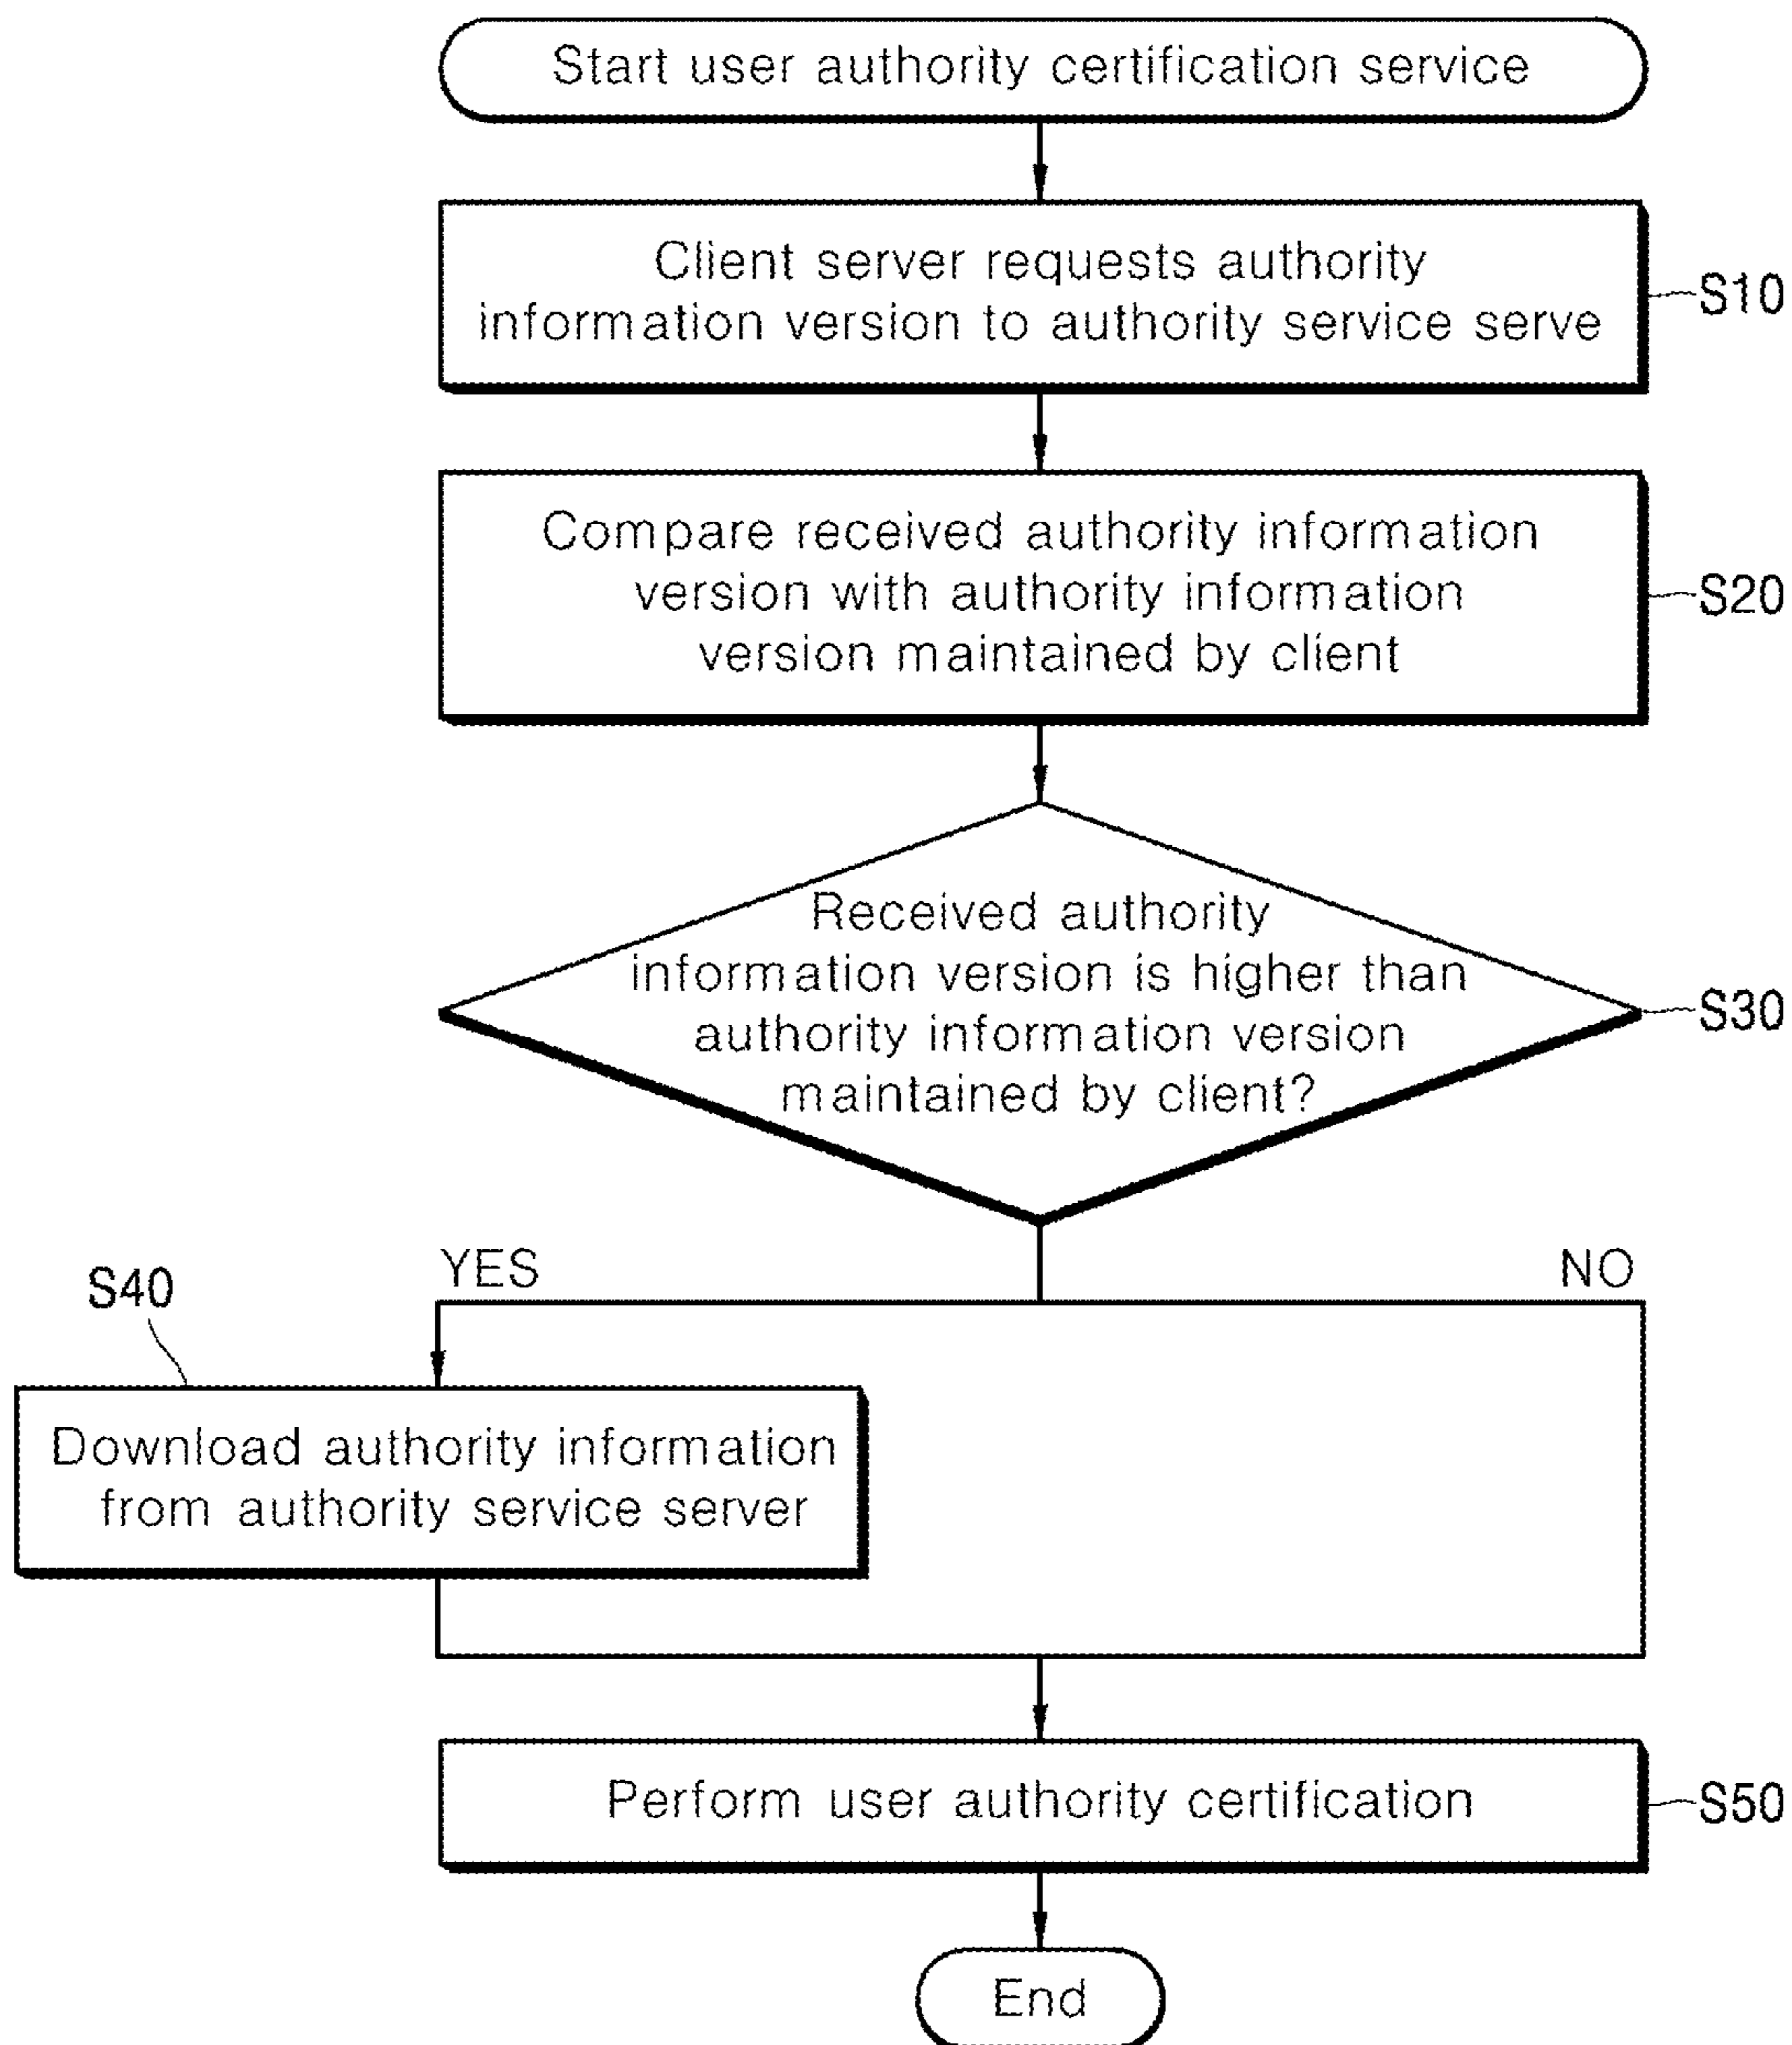 Start user authority certification service
Client server requests authority
information version to authority service serve
S10
Compare received authority information
version with authority information
version maintained by client
S20
Received authority
information version is higher than
authority information version
maintained by client?
S30
YES
NO
S40
Download authority information
from authority service server
Perform user authority certification
S50
End